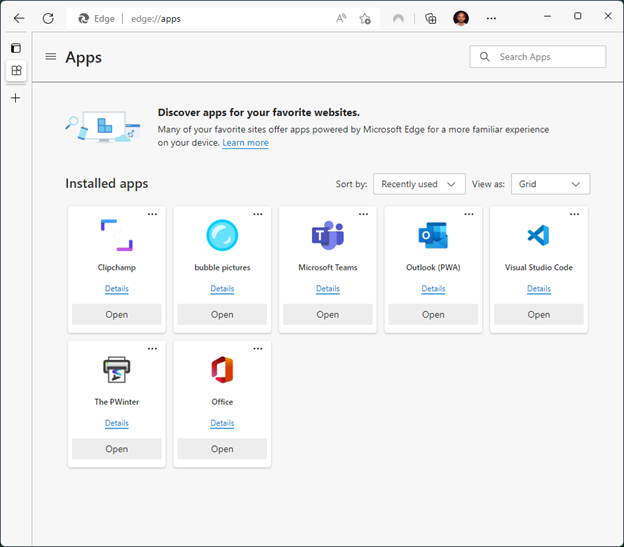 Edge
edge://apps
Apps
Search Apps
Discover apps for your favorite websites.
Many of your favorite sites offer apps powered by Microsoft Edge for a more familiar experience
on your device. Learn more
Installed apps
Sort by: Recently used View as: Grid
Clipchamp bubble pictures Microsoft Teams Outlook (PWA) Visual Studio Code
Details Details Details Details Details
Open Open Open Open Open
The PWinter Office
Details Details
Open Open